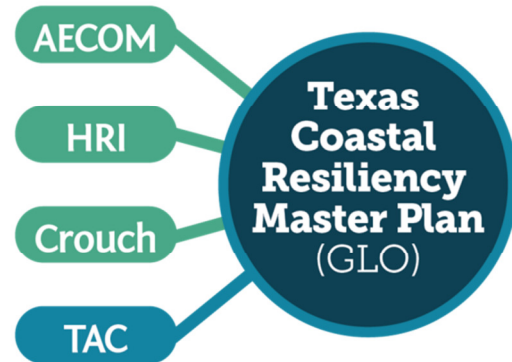 AECOM
HRI
Crouch
TAC
Texas
Coastal
Resiliency
Master Plan
(GLO)